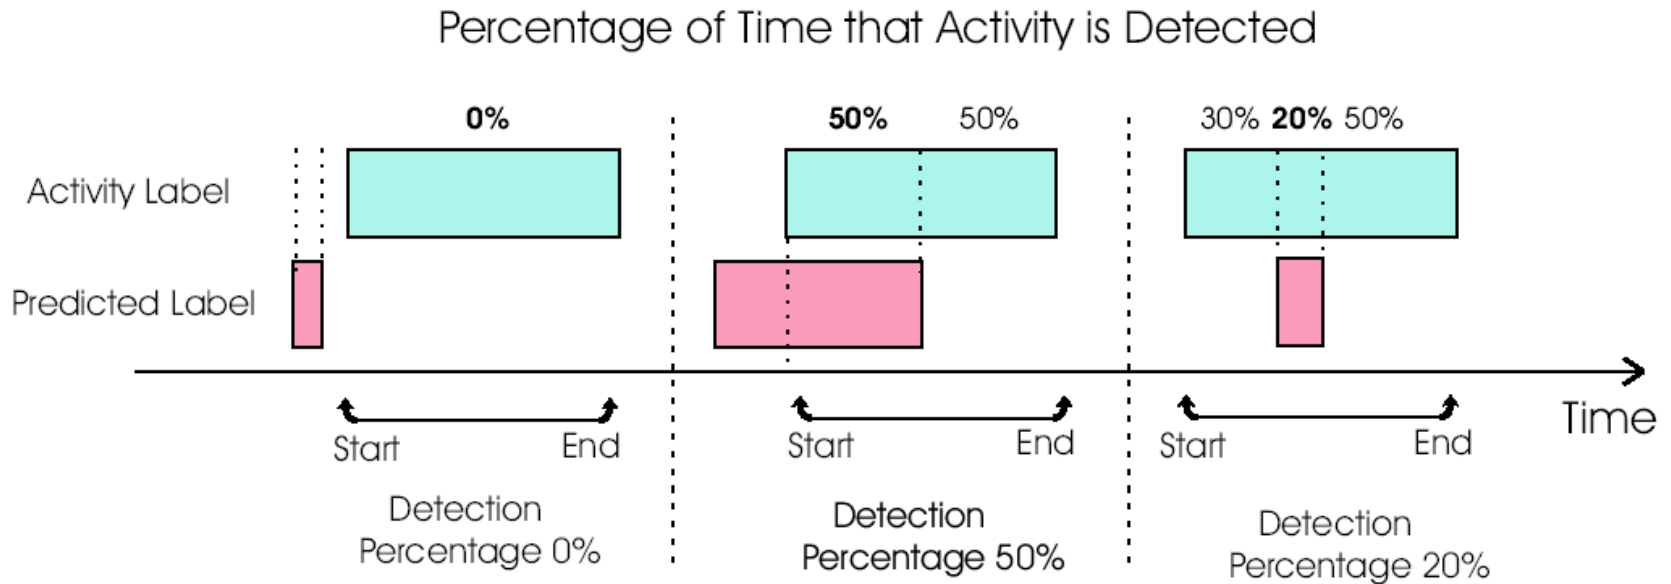 Percentage of Time that Activity is Detected
0%
50% 50%
30% 20% 50%
Activity Label
Predicted Label
Time
Start End
Start End
Start End
Detection
Percentage 0%
Detection
Percentage 50%
Detection
Percentage 20%